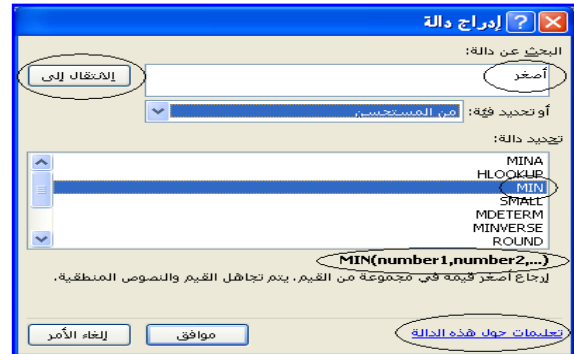 إدراج دالة
البحث عن دالة:
أصغر
الانتقال إلى
أو تحديد فئة: من المستحسن
تحديد دالة:
MINA
HLOOKUP
MIN
SMALL
MDETERM
MINVERSE
ROUND
MIN(number1,number2,...)
إرجاع أصغر قيمة في مجموعة من القيم. يتم تجاهل القيم والنصوص المنطقية.
تعليمات حول هذه الدالة
موافق
إلغاء الأمر